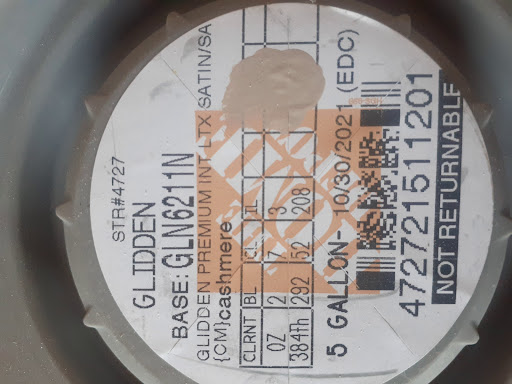 STR#4727
GLIDDEN
BASE: GLN6211N
GLIDDEN PREMIUM INT LTX SATIN/SA
{CM}cashmere
CLRNT BL CL IL
OZ 2 7 3
384th 292 52 208
5 GALLON- 10/30/2021 (EDC)
47272151201
NOT RETURNABLE